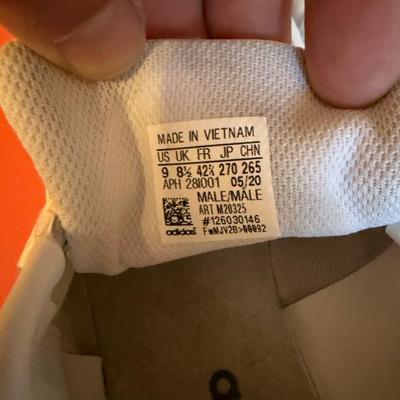 MADE IN VIETNAM
US UK FR JP CHN
9 8½ 42⅔ 270 265
APH 28I001 05/20
MALE/MÂLE
ART M20325
#126030146
adidas FwMJV2B>00092